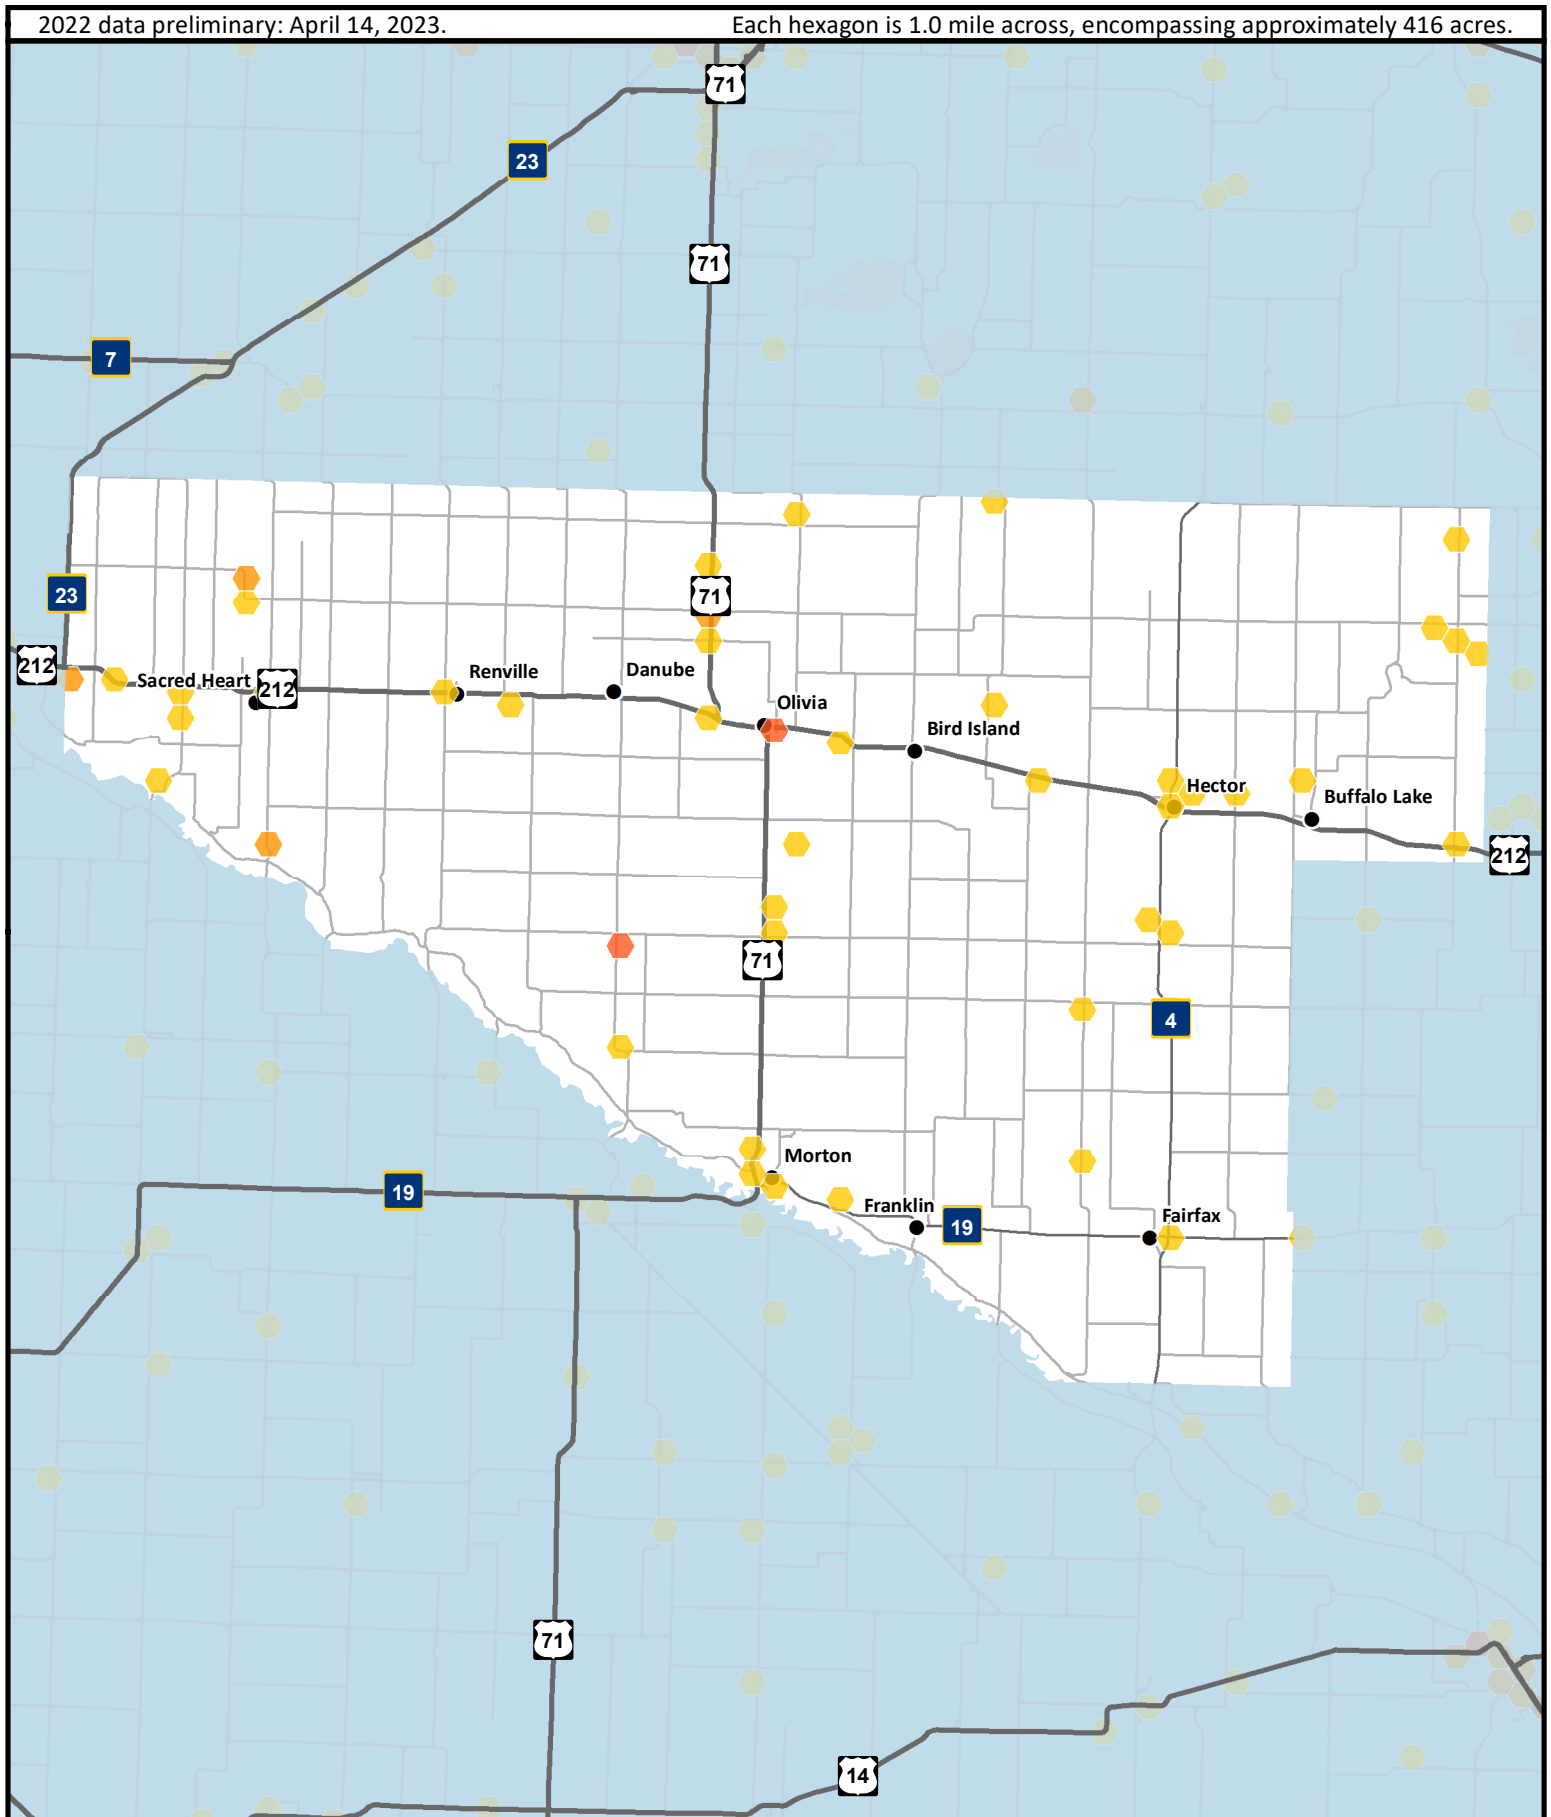 2022 data preliminary: April 14, 2023.
Each hexagon is 1.0 mile across, encompassing approximately 416 acres.
71
23
71
7
23
71
212
Sacred Heart
212
Renville
Danube
Olivia
Bird Island
Hector
Buffalo Lake
212
71
4
Morton
19
Franklin
19
Fairfax
71
14